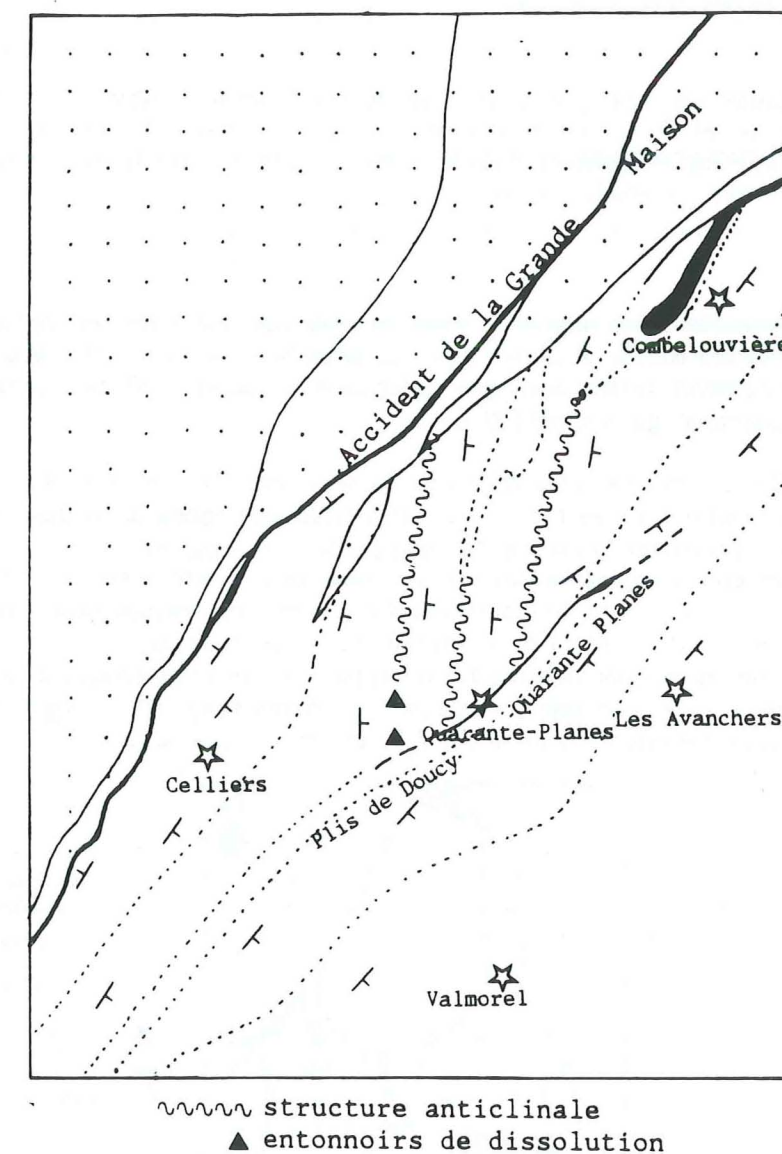 Accident de la Grande Maison
Combelouvière
Quarante Planes
Les Avanchers
Quarante-Planes
Celliers
Plis de Doucy
Valmorel
structure anticlinale
entonnoirs de dissolution